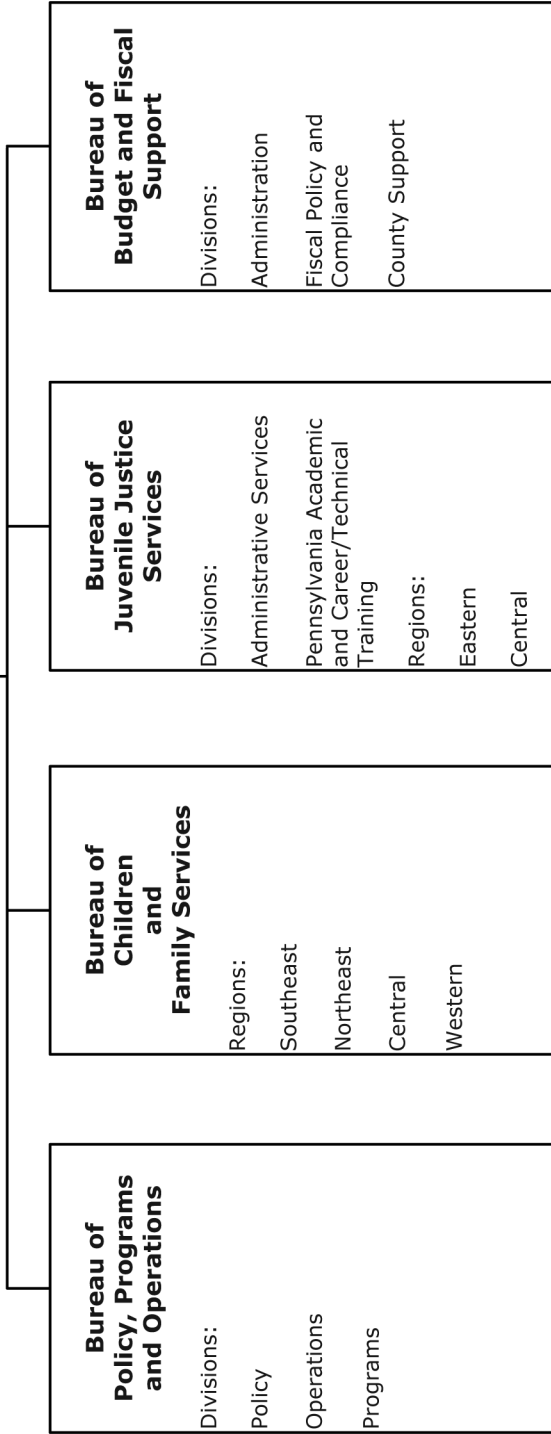 Bureau of
Policy, Programs
and Operations
Divisions:
Policy
Operations
Programs
Bureau of
Children
and
Family Services
Regions:
Southeast
Northeast
Central
Western
Bureau of
Juvenile Justice
Services
Divisions:
Administrative Services
Pennsylvania Academic
and Career/Technical
Training
Regions:
Eastern
Central
Bureau of
Budget and Fiscal
Support
Divisions:
Administration
Fiscal Policy and
Compliance
County Support